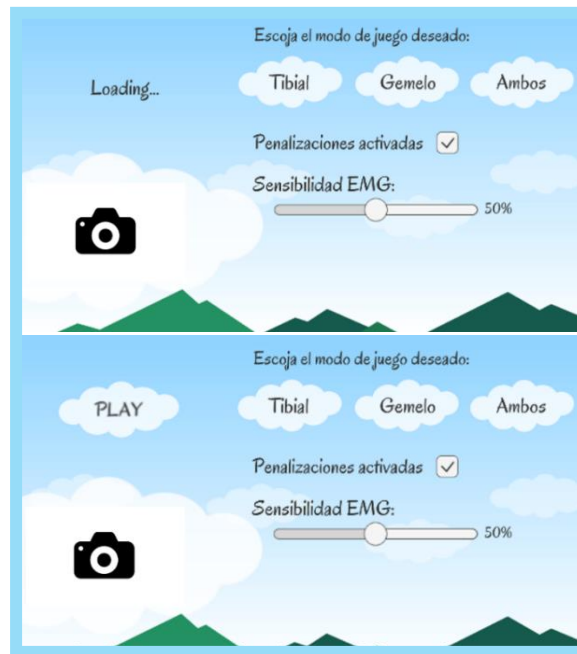 Escoja el modo de juego deseado:
Loading...
Tibial Gemelo Ambos
Penalizaciones activadas
Sensibilidad EMG:
50%
Escoja el modo de juego deseado:
PLAY
Tibial Gemelo Ambos
Penalizaciones activadas
Sensibilidad EMG:
50%